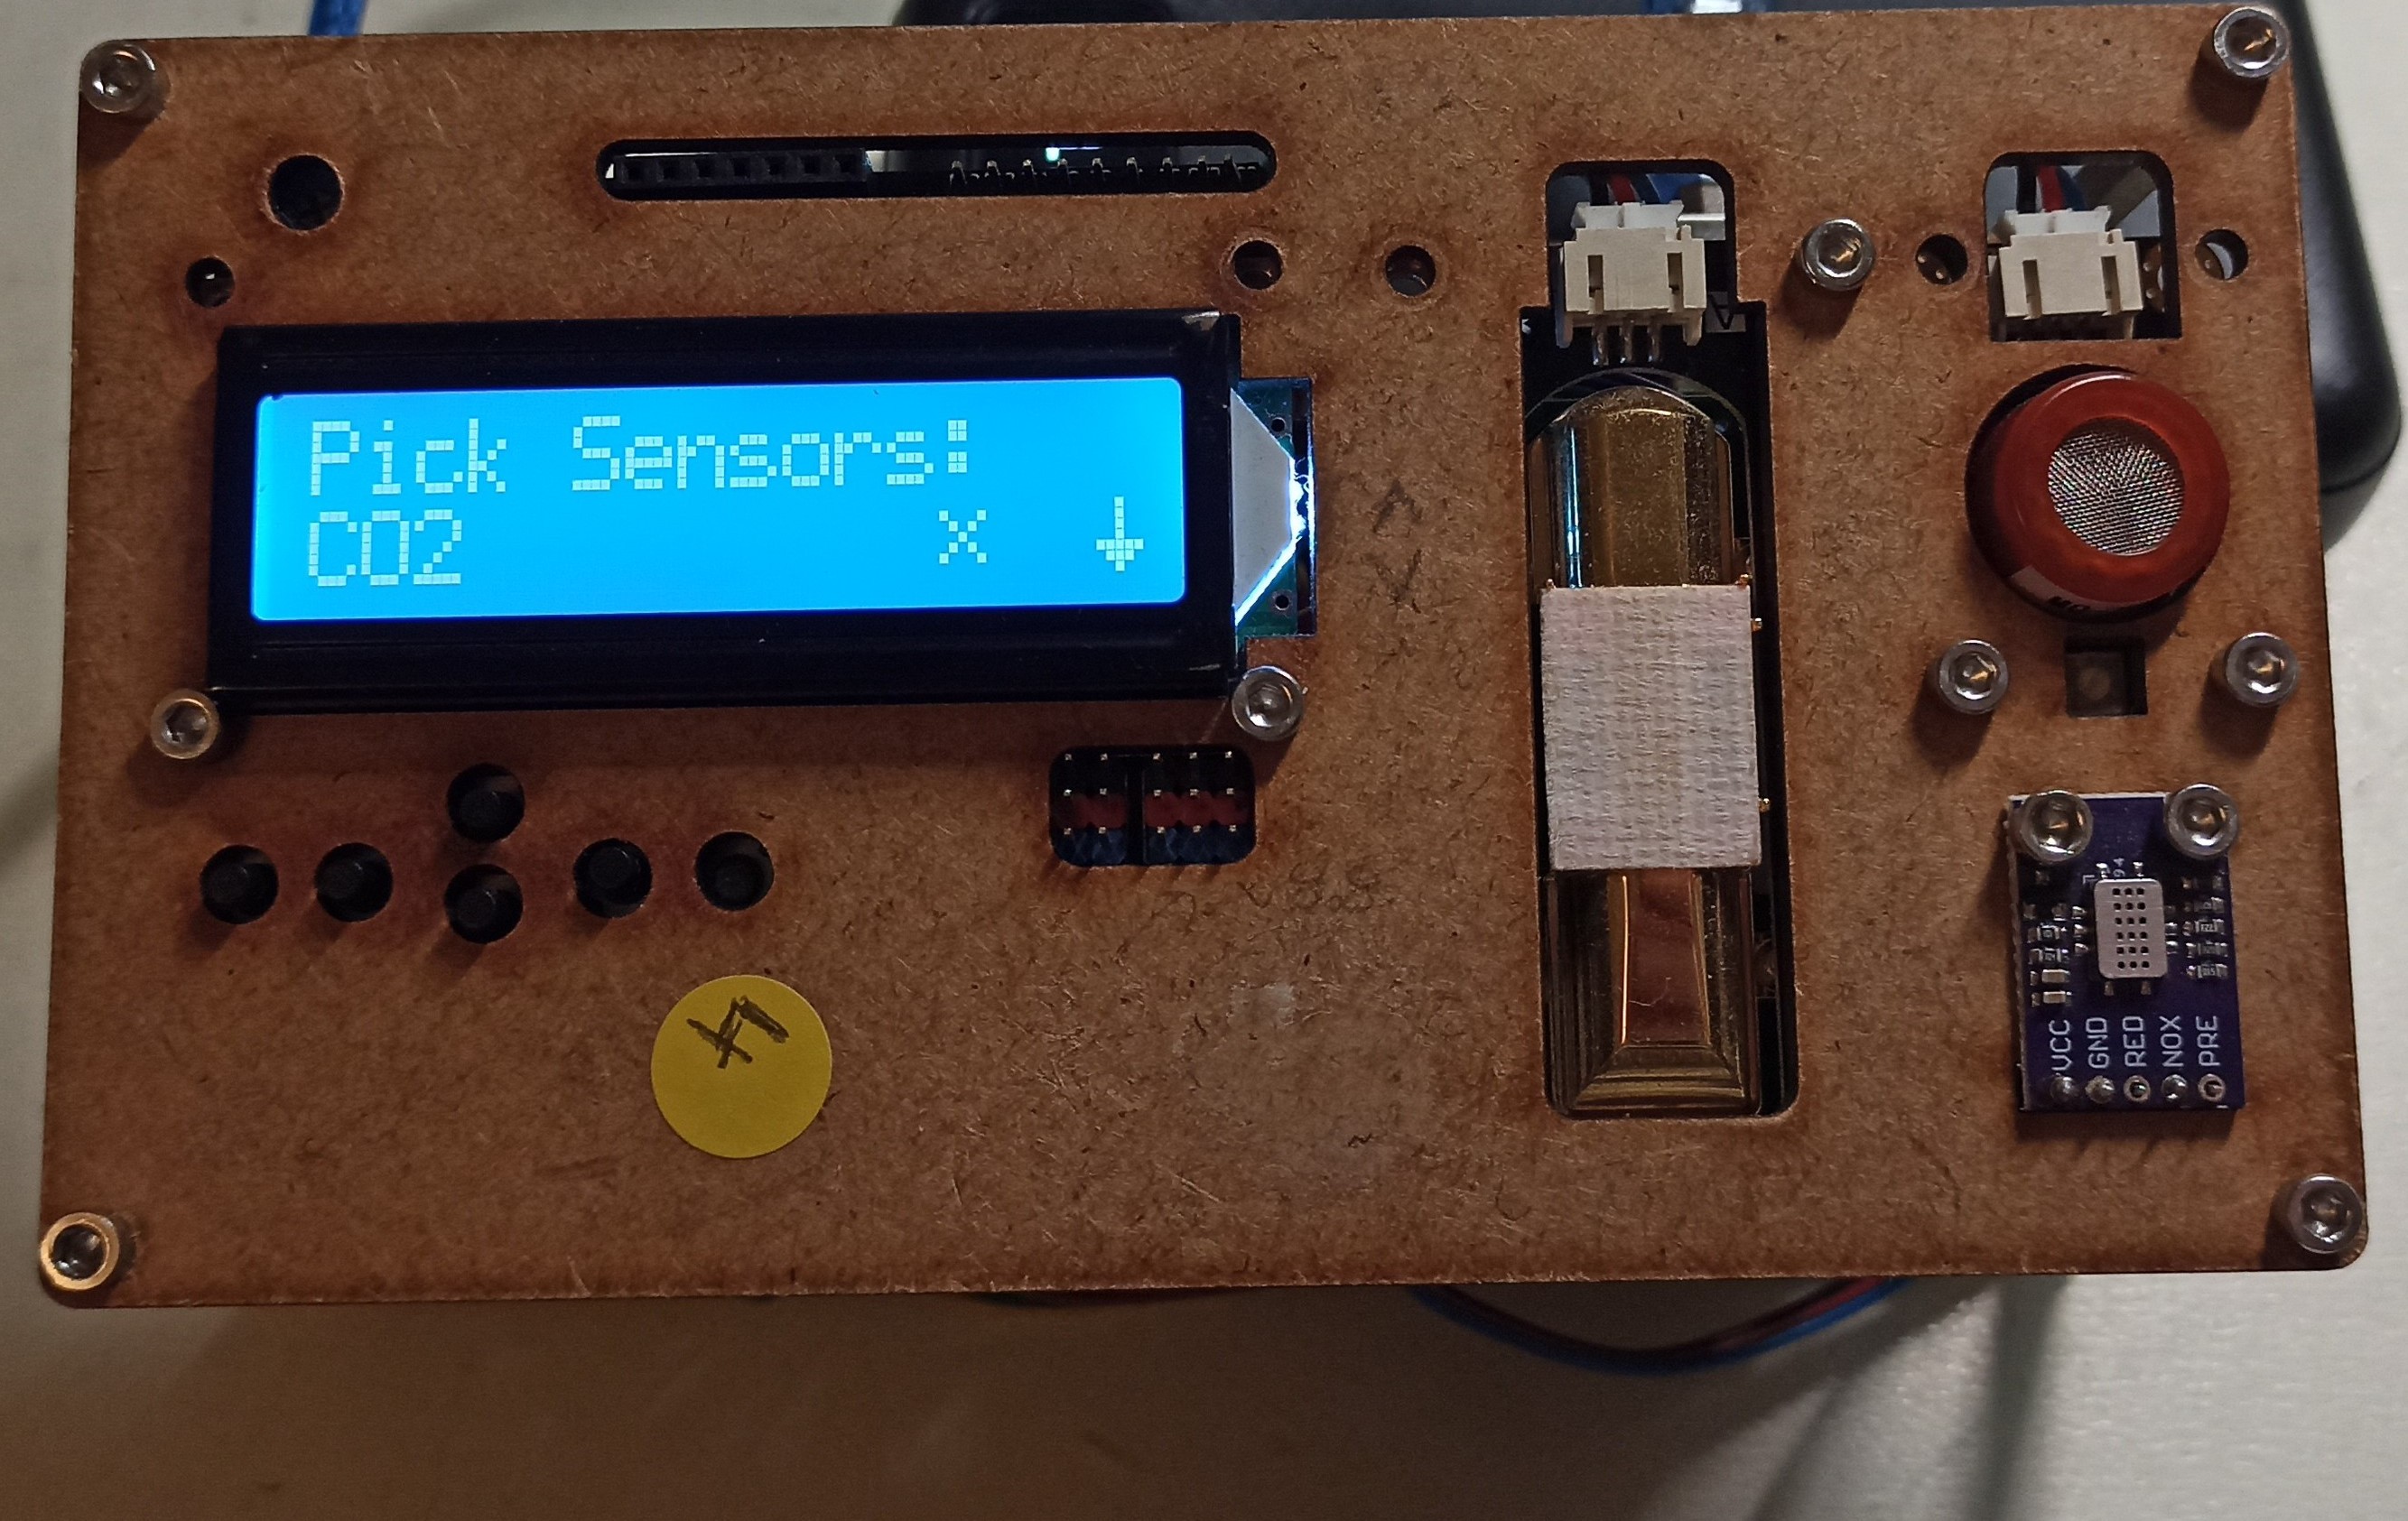 Pick Sensors:
CO2 x ↓
VCC
GND
RED
NOX
PRE